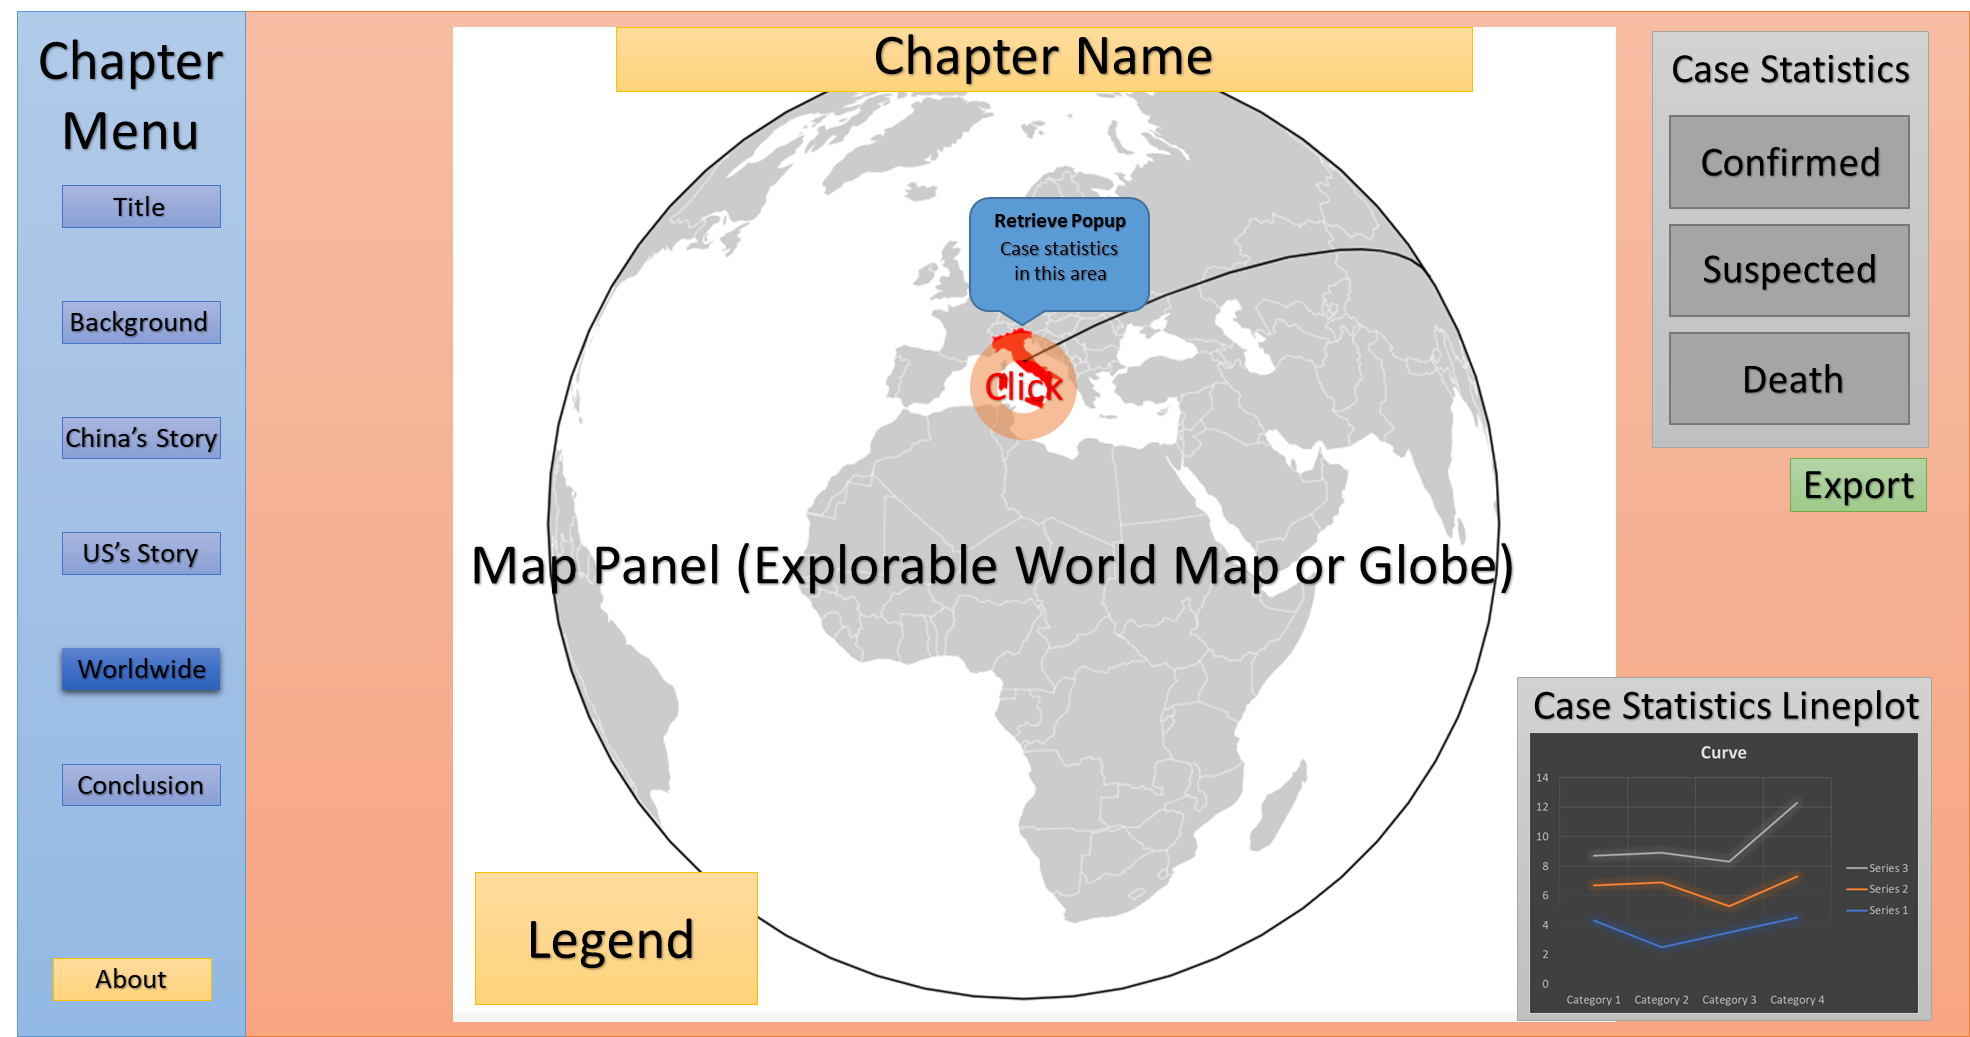 Chapter
Menu
Title
Background
China’s Story
US’s Story
Worldwide
Conclusion
About
Chapter Name
Retrieve Popup
Case statistics
in this area
Click
Map Panel (Explorable World Map or Globe)
Legend
Case Statistics
Confirmed
Suspected
Death
Export
Case Statistics Lineplot
Curve
14
12
10
8
6
4
2
0
Category 1 Category 2 Category 3 Category 4
Series 3
Series 2
Series 1